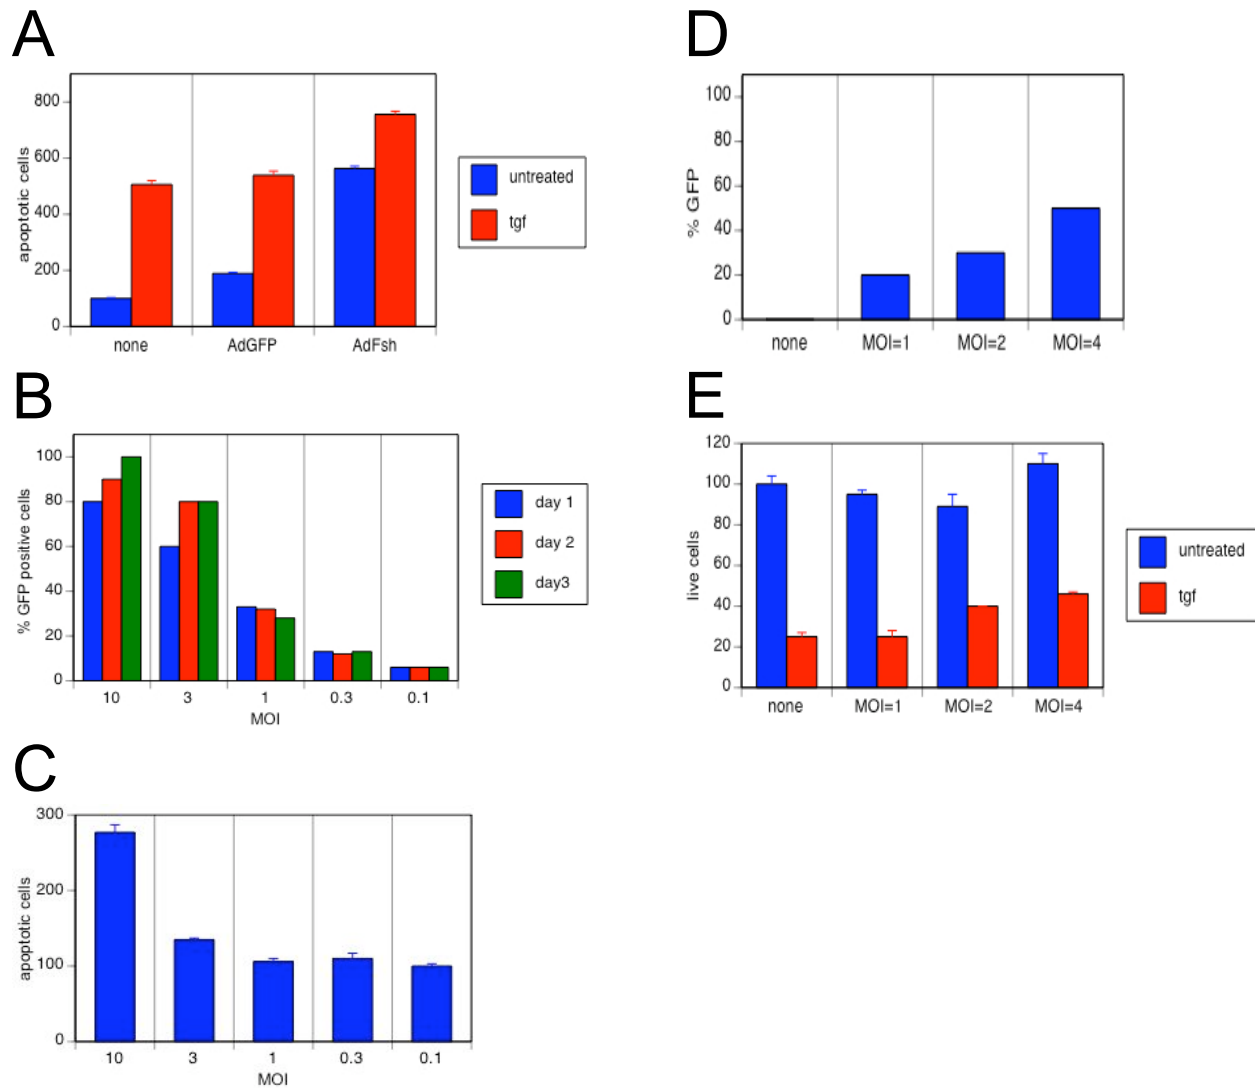 A
apoptotic cells
800
600
400
200
0
none AdGFP AdFsh
untreated
tgf
B
% GFP positive cells
100
80
60
40
20
0
10 3 1 0.3 0.1
MOI
day 1
day 2
day3
C
apoptotic cells
300
200
100
0
10 3 1 0.3 0.1
MOI
D
% GFP
100
80
60
40
20
0
none MOI=1 MOI=2 MOI=4
E
live cells
120
100
80
60
40
20
0
none MOI=1 MOI=2 MOI=4
untreated
tgf